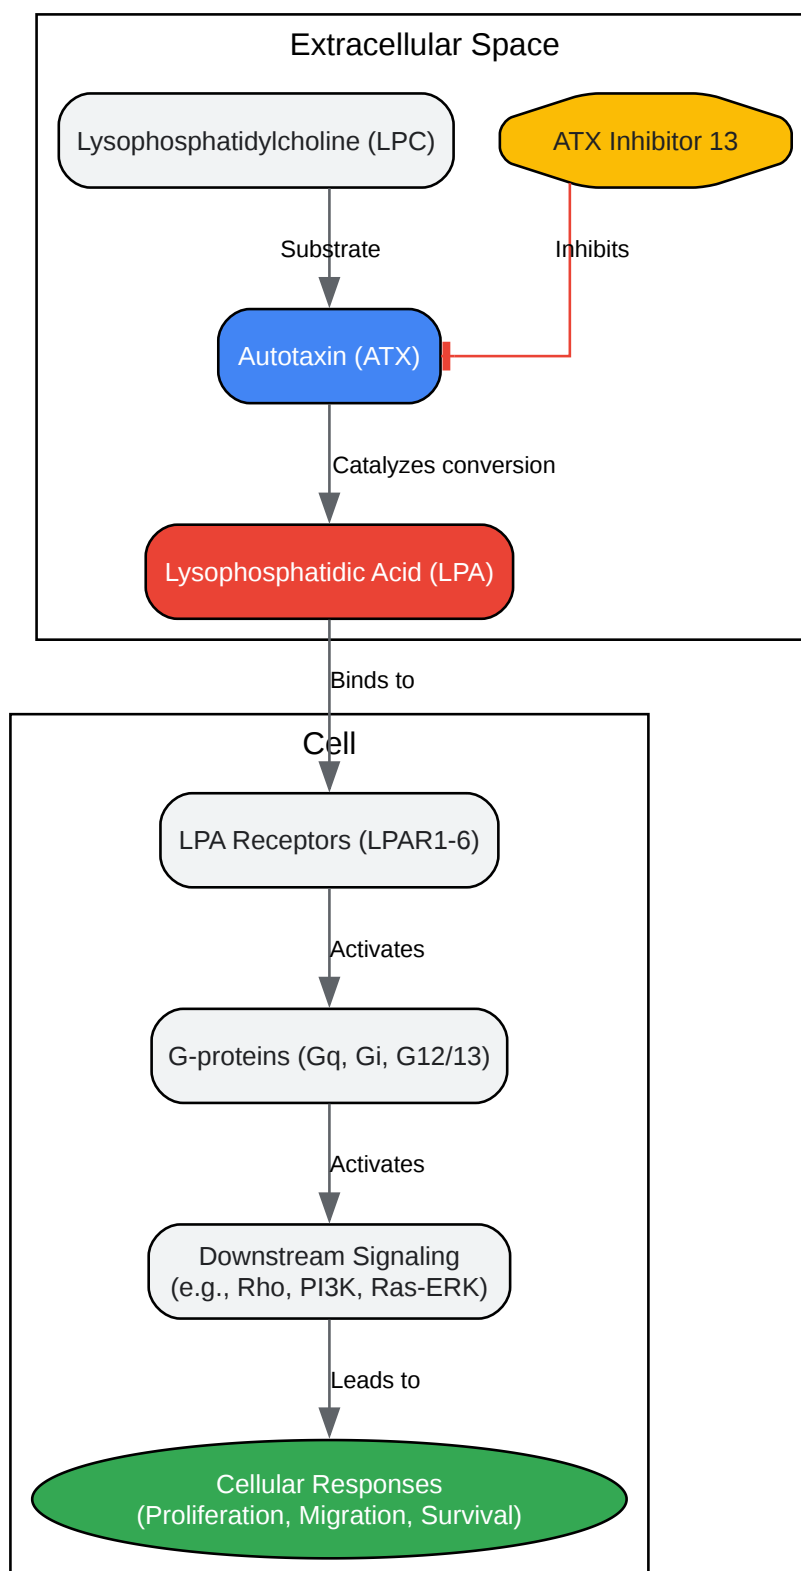 Extracellular Space
Lysophosphatidylcholine (LPC)
ATX Inhibitor 13
Substrate
Inhibits
Autotaxin (ATX)
Catalyzes conversion
Lysophosphatidic Acid (LPA)
Binds to
Cell
LPA Receptors (LPAR1-6)
Activates
G-proteins (Gq, Gi, G12/13)
Activates
Downstream Signaling
(e.g., Rho, PI3K, Ras-ERK)
Leads to
Cellular Responses
(Proliferation, Migration, Survival)